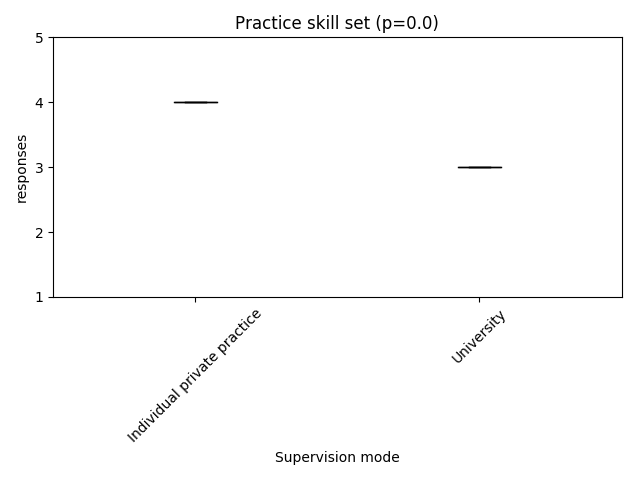 Practice skill set (p=0.0)
5
4
3
2
1
responses
Individual private practice
University
Supervision mode